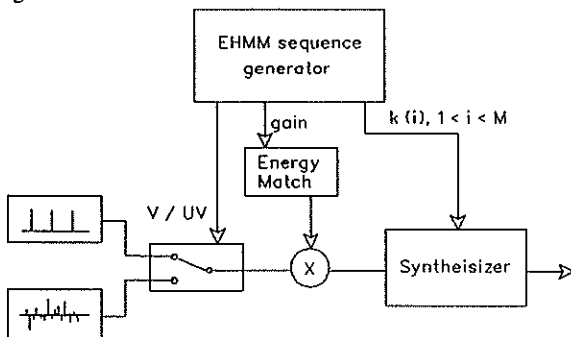 EHMM sequence
generator
gain
k(i), 1 < i < M
Energy
Match
V / UV
X
Syntheisizer